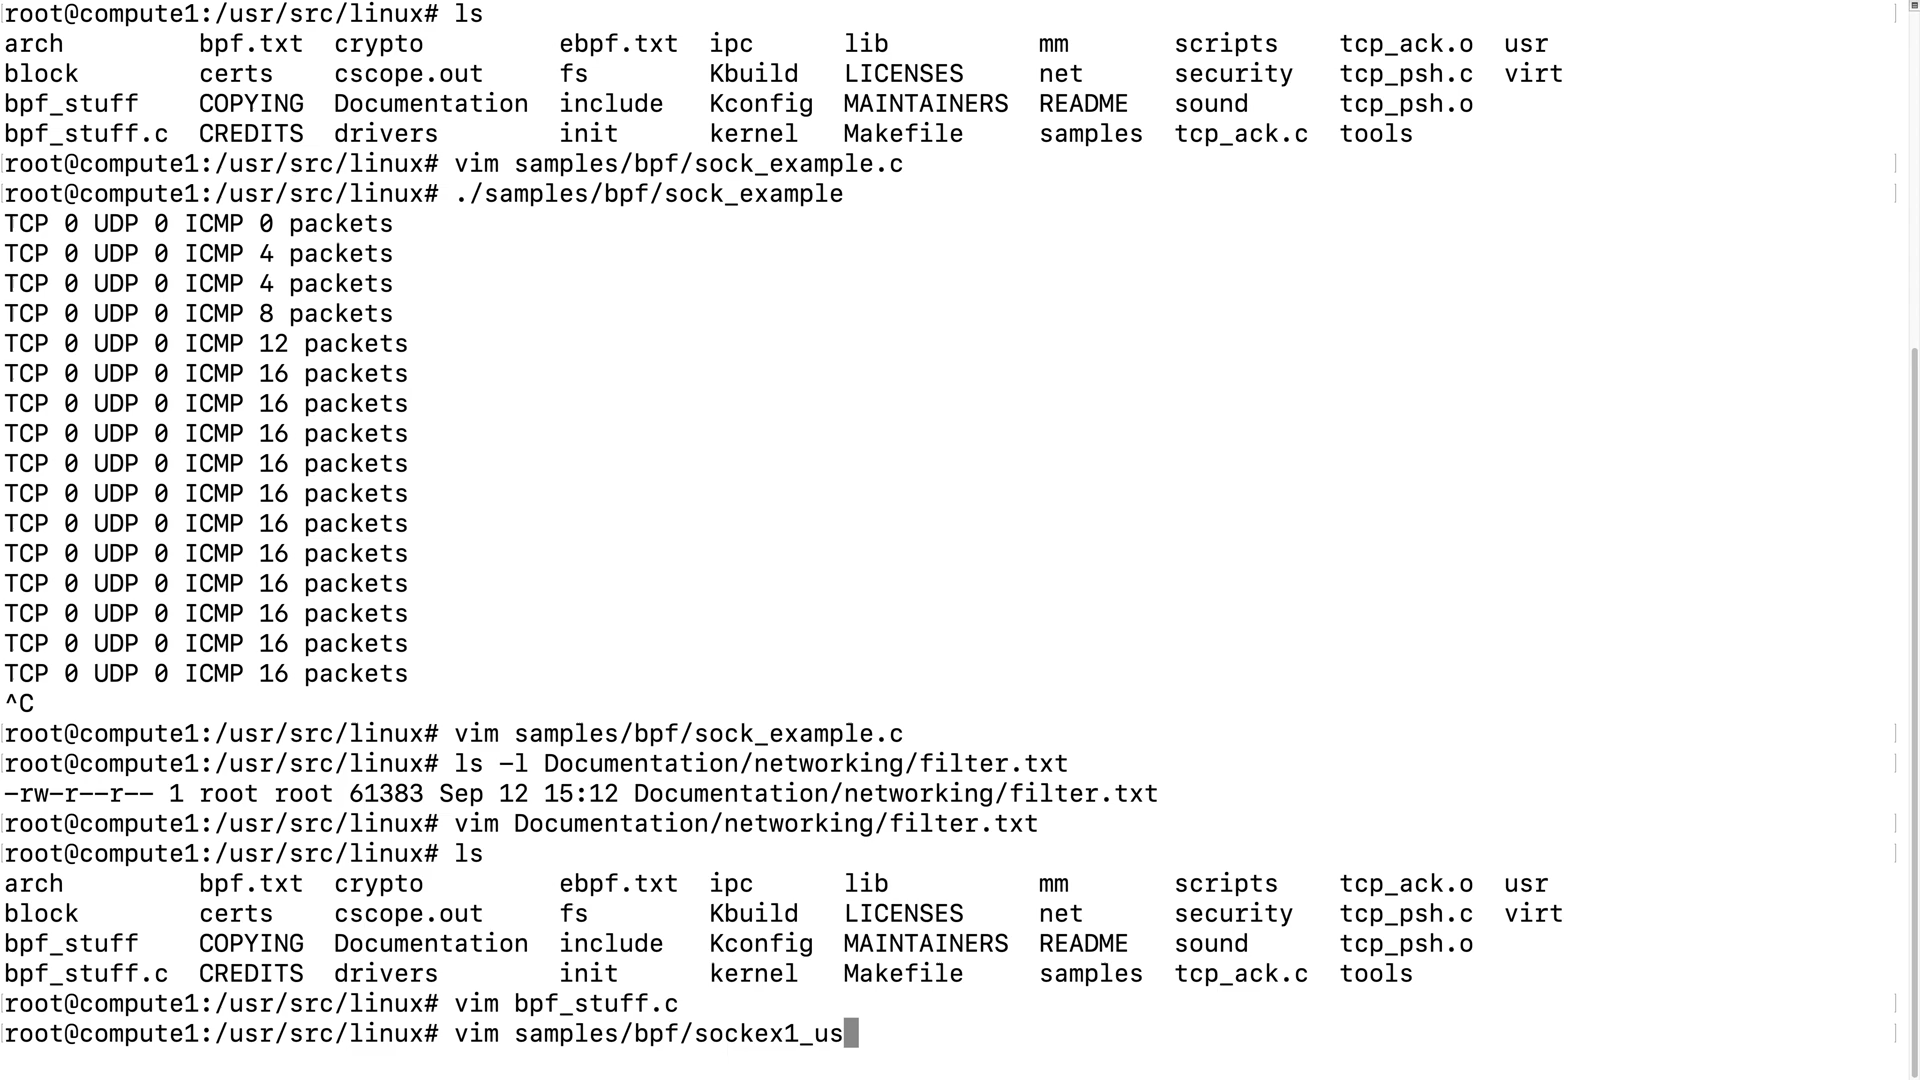 root@compute1:/usr/src/linux# ls
arch         bpf.txt  crypto         ebpf.txt  ipc      lib        mm       scripts   tcp_ack.o  usr
block        certs    cscope.out     fs        Kbuild   LICENSES   net      security  tcp_psh.c  virt
bpf_stuff    COPYING  Documentation  include   Kconfig  MAINTAINERS  README   sound     tcp_psh.o
bpf_stuff.c  CREDITS  drivers        init      kernel   Makefile   samples  tcp_ack.c  tools
root@compute1:/usr/src/linux# vim samples/bpf/sock_example.c
root@compute1:/usr/src/linux# ./samples/bpf/sock_example
TCP 0 UDP 0 ICMP 0 packets
TCP 0 UDP 0 ICMP 4 packets
TCP 0 UDP 0 ICMP 4 packets
TCP 0 UDP 0 ICMP 8 packets
TCP 0 UDP 0 ICMP 12 packets
TCP 0 UDP 0 ICMP 16 packets
TCP 0 UDP 0 ICMP 16 packets
TCP 0 UDP 0 ICMP 16 packets
TCP 0 UDP 0 ICMP 16 packets
TCP 0 UDP 0 ICMP 16 packets
TCP 0 UDP 0 ICMP 16 packets
TCP 0 UDP 0 ICMP 16 packets
TCP 0 UDP 0 ICMP 16 packets
TCP 0 UDP 0 ICMP 16 packets
TCP 0 UDP 0 ICMP 16 packets
TCP 0 UDP 0 ICMP 16 packets
^C
root@compute1:/usr/src/linux# vim samples/bpf/sock_example.c
root@compute1:/usr/src/linux# ls -l Documentation/networking/filter.txt
-rw-r--r-- 1 root root 61383 Sep 12 15:12 Documentation/networking/filter.txt
root@compute1:/usr/src/linux# vim Documentation/networking/filter.txt
root@compute1:/usr/src/linux# ls
arch         bpf.txt  crypto         ebpf.txt  ipc      lib        mm       scripts   tcp_ack.o  usr
block        certs    cscope.out     fs        Kbuild   LICENSES   net      security  tcp_psh.c  virt
bpf_stuff    COPYING  Documentation  include   Kconfig  MAINTAINERS  README   sound     tcp_psh.o
bpf_stuff.c  CREDITS  drivers        init      kernel   Makefile   samples  tcp_ack.c  tools
root@compute1:/usr/src/linux# vim bpf_stuff.c
root@compute1:/usr/src/linux# vim samples/bpf/sockex1_us